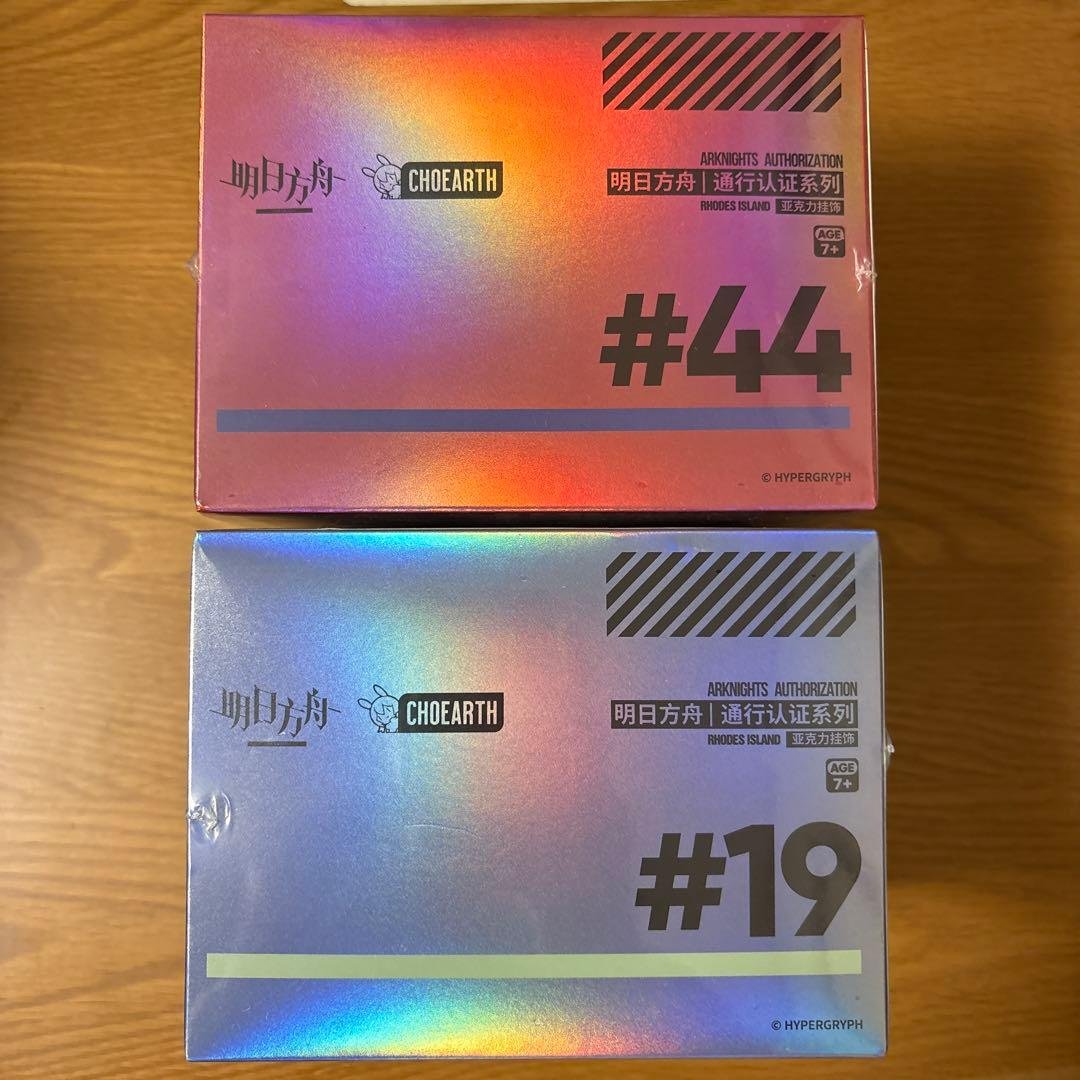 明日方舟
CHOEARTH
ARKNIGHTS AUTHORIZATION
明日方舟|通行认证系列
RHODES ISLAND 亚克力挂饰
AGE
7+
#44
© HYPERGRYPH
明日方舟
CHOEARTH
ARKNIGHTS AUTHORIZATION
明日方舟|通行认证系列
RHODES ISLAND 亚克力挂饰
AGE
7+
#19
© HYPERGRYPH